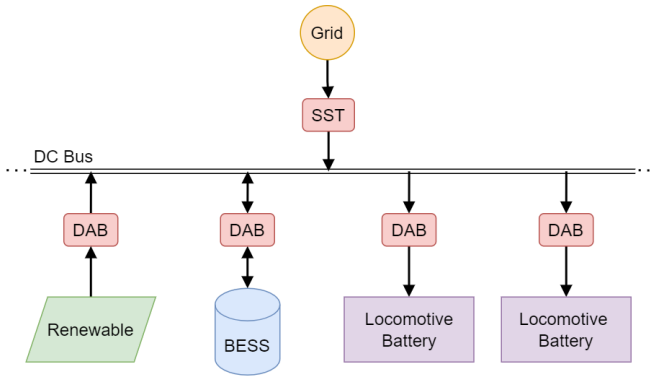 Grid
SST
DC Bus
DAB
DAB
DAB
DAB
Renewable
BESS
Locomotive
Battery
Locomotive
Battery